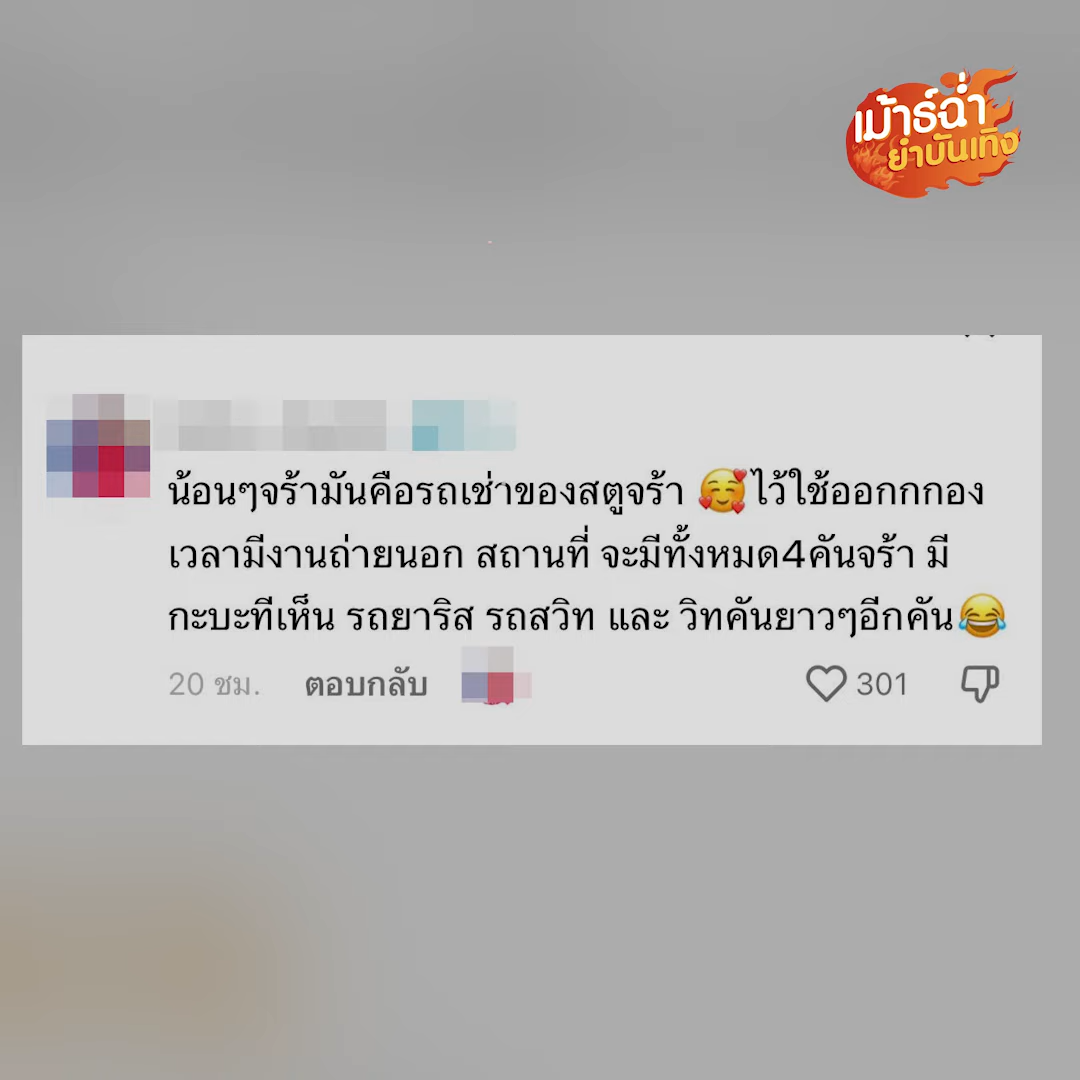 เม้าธ์ฉ่ำ
ยำบันเทิง
น้อนๆจร้ามันคือรถเช่าของสตูจร้า 🥰ไว้ใช้ออกกกอง
เวลามีงานถ่ายนอก สถานที่ จะมีทั้งหมด4คันจร้า มี
กะบะทีเห็น รถยาริส รถสวิท และ วิทคันยาวๆอีกคัน😂
20 ชม. ตอบกลับ 301